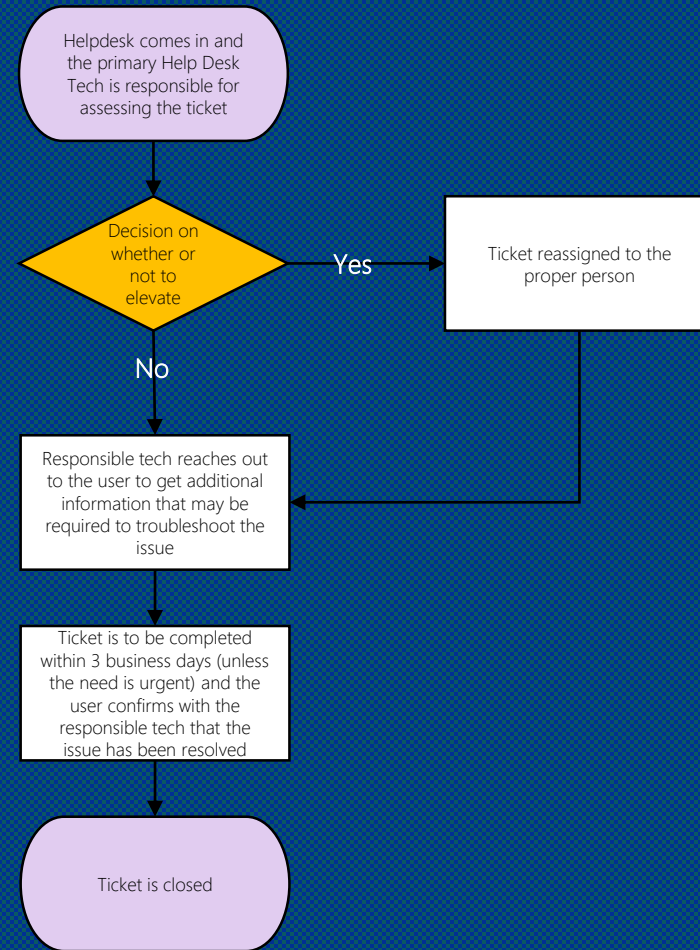 Helpdesk comes in and
the primary Help Desk
Tech is responsible for
assessing the ticket
Decision on
whether or
not to
elevate
Yes
Ticket reassigned to the
proper person
No
Responsible tech reaches out
to the user to get additional
information that may be
required to troubleshoot the
issue
Ticket is to be completed
within 3 business days (unless
the need is urgent) and the
user confirms with the
responsible tech that the
issue has been resolved
Ticket is closed